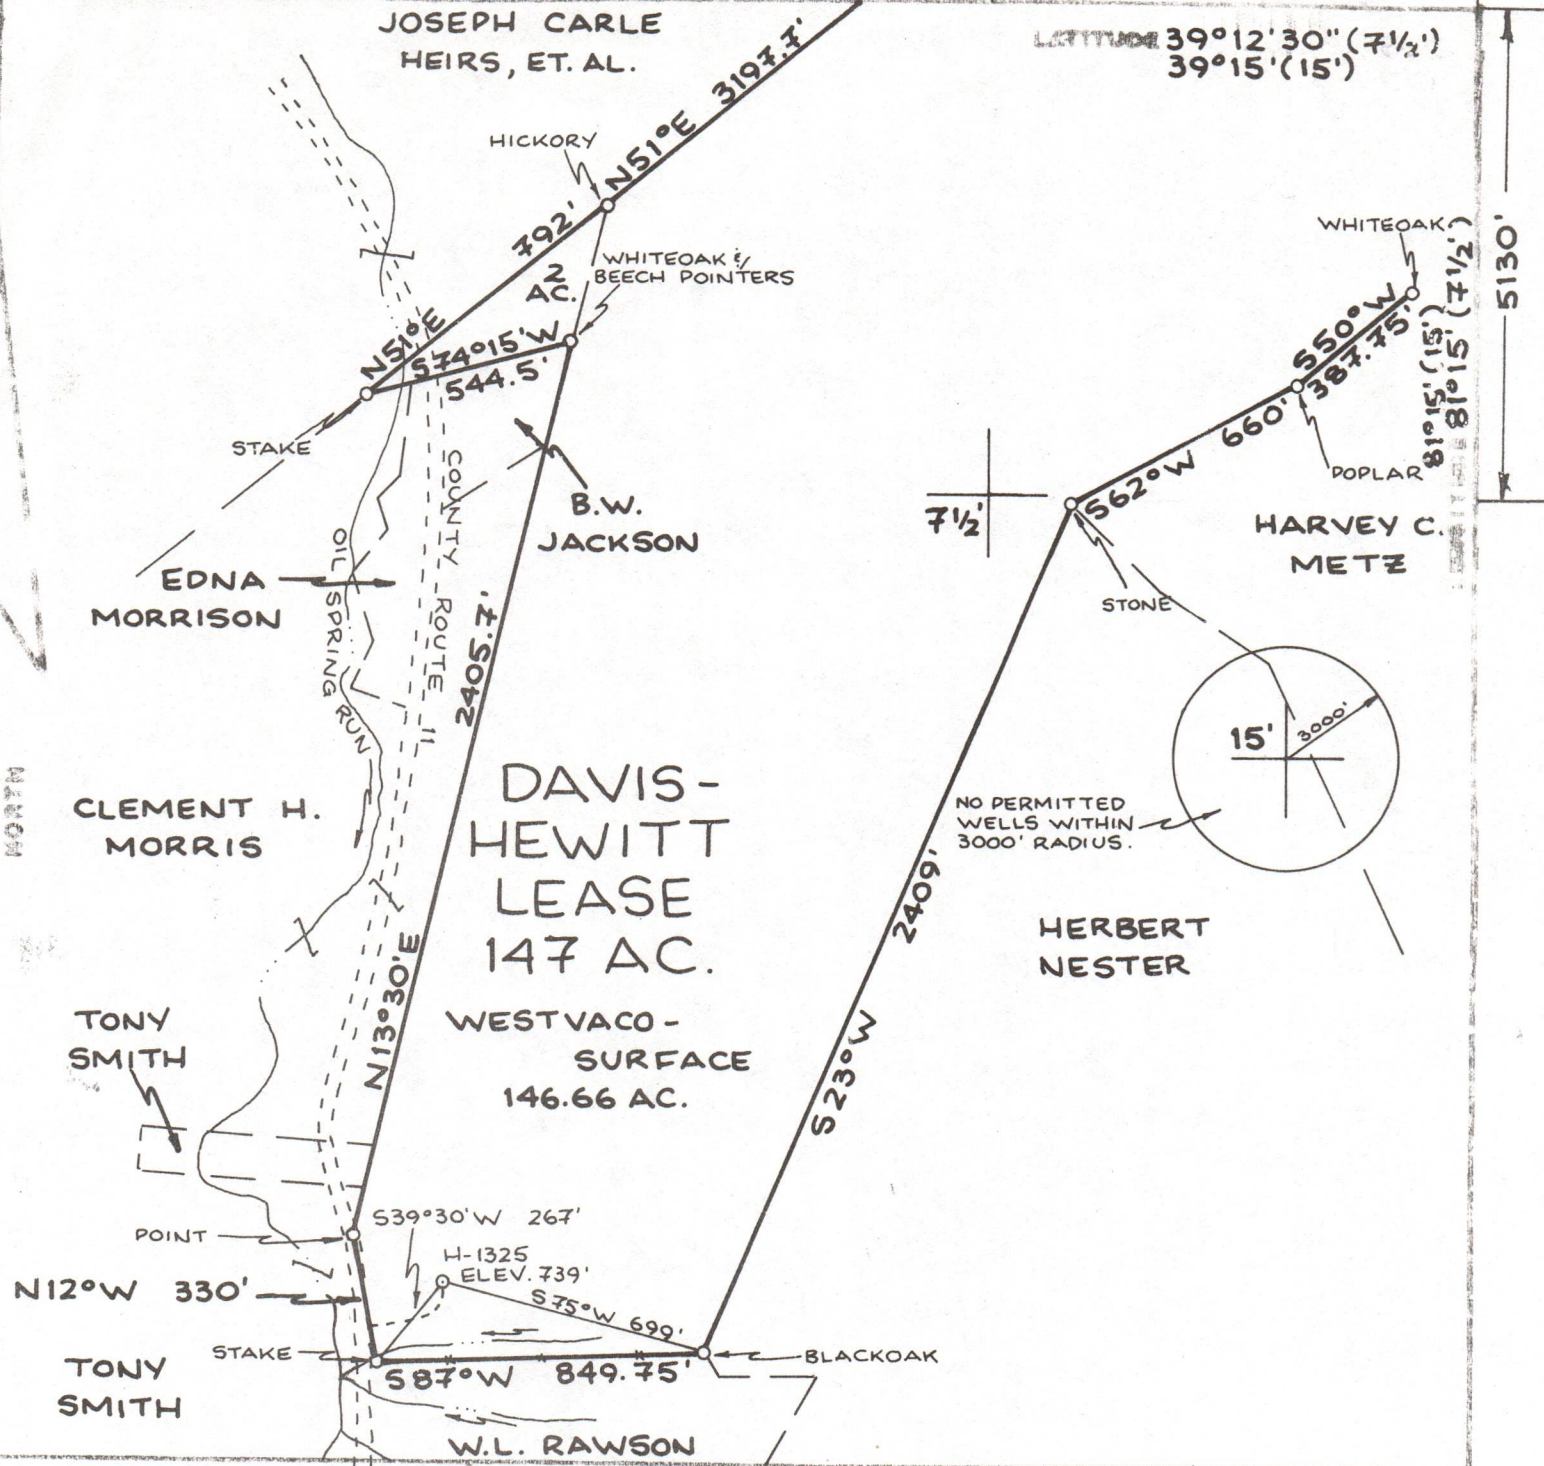 JOSEPH CARLE
HEIRS, ET. AL.
LATITUDE 39°12'30" (7½')
39°15' (15')
N51°E 3197.7'
HICKORY
792'
2
AC.
WHITEOAK &
BEECH POINTERS
N51°E
S74°15'W
544.5'
STAKE
WHITEOAK
5130'
S50°W
387.75'
81°15' (15')
81°15' (7½')
660'
S62°W
POPLAR
7½'
HARVEY C.
METZ
STONE
B.W.
JACKSON
COUNTY ROUTE 11
OIL SPRING RUN
EDNA
MORRISON
2405.7'
N13°30'E
15'
3000'
NO PERMITTED
WELLS WITHIN
3000' RADIUS.
NORTH
CLEMENT H.
MORRIS
DAVIS-
HEWITT
LEASE
147 AC.
WESTVACO-
SURFACE
146.66 AC.
2409'
S23°W
HERBERT
NESTER
TONY
SMITH
POINT
S39°30'W 267'
H-1325
ELEV. 739'
N12°W 330'
S75°W 699'
STAKE
BLACKOAK
S87°W 849.75'
TONY
SMITH
W.L. RAWSON